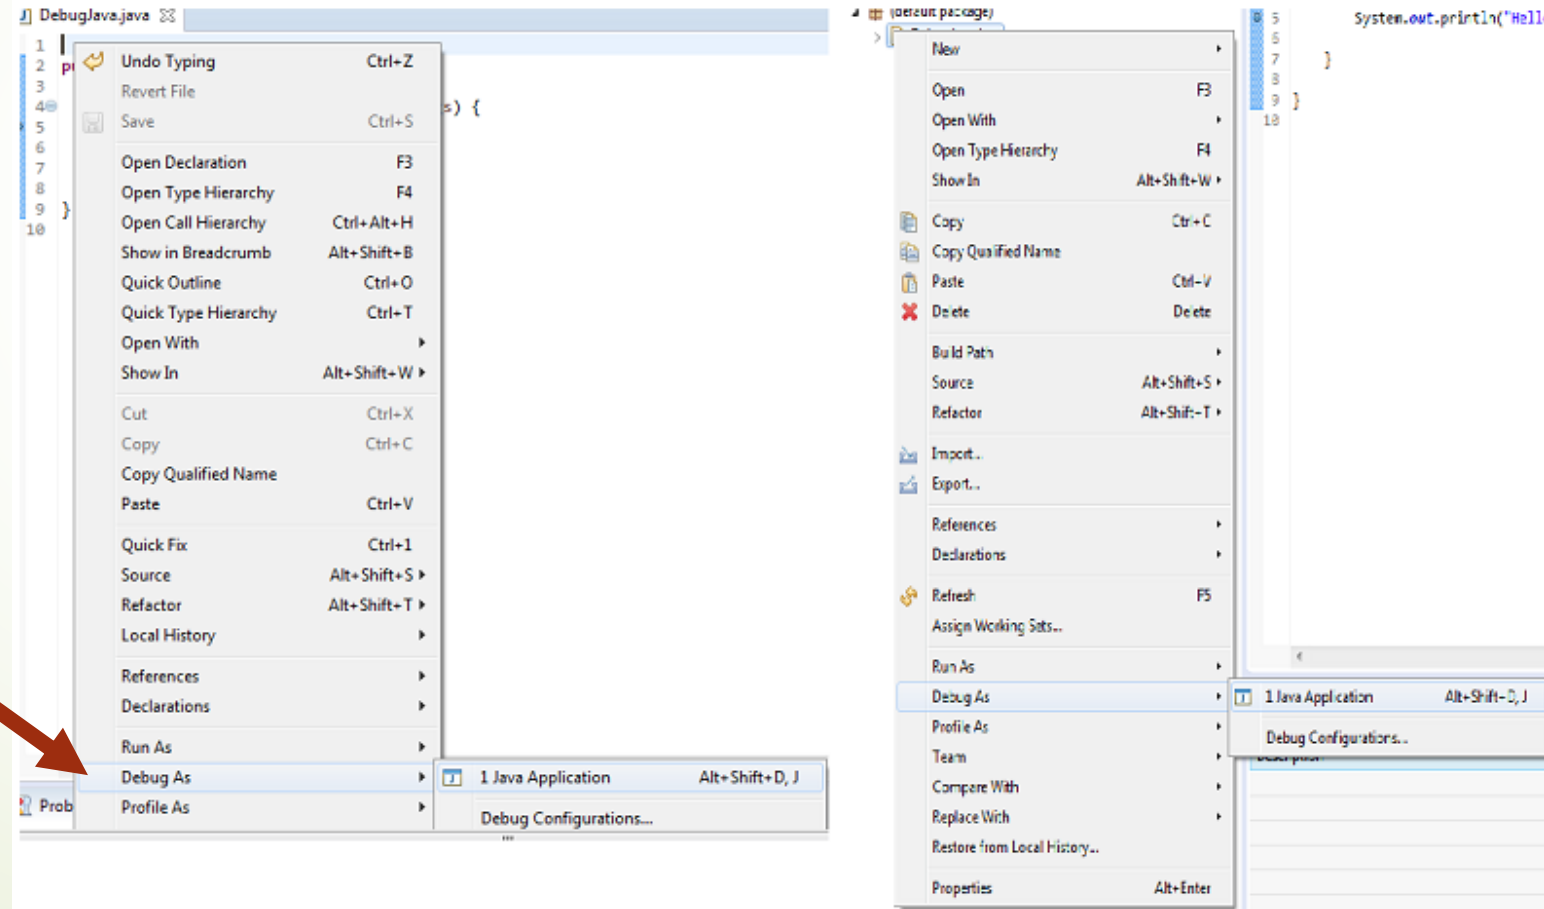 DebugJava.java
1
2
3
4
s) {
5
6
7
8
9 }
10
Undo Typing Ctrl+Z
Revert File
Save Ctrl+S
Open Declaration F3
Open Type Hierarchy F4
Open Call Hierarchy Ctrl+Alt+H
Show in Breadcrumb Alt+Shift+B
Quick Outline Ctrl+O
Quick Type Hierarchy Ctrl+T
Open With
Show In Alt+Shift+W
Cut Ctrl+X
Copy Ctrl+C
Copy Qualified Name
Paste Ctrl+V
Quick Fix Ctrl+1
Source Alt+Shift+S
Refactor Alt+Shift+T
Local History
References
Declarations
Run As
Debug As
Profile As
1 Java Application Alt+Shift+D, J
Debug Configurations...
Prob
(default package)
New
Open F3
Open With
Open Type Hierarchy F4
Show In Alt+Shift+W
Copy Ctrl+C
Copy Qualified Name
Paste Ctrl+V
Delete Delete
Build Path
Source Alt+Shift+S
Refactor Alt+Shift+T
Import...
Export...
References
Declarations
Refresh F5
Assign Working Sets...
Run As
Debug As
Profile As
Team
Compare With
Replace With
Restore from Local History...
Properties Alt+Enter
5 System.out.println("Hell
6
7 }
8
9 }
10
1 Java Application Alt+Shift+D, J
Debug Configurations...